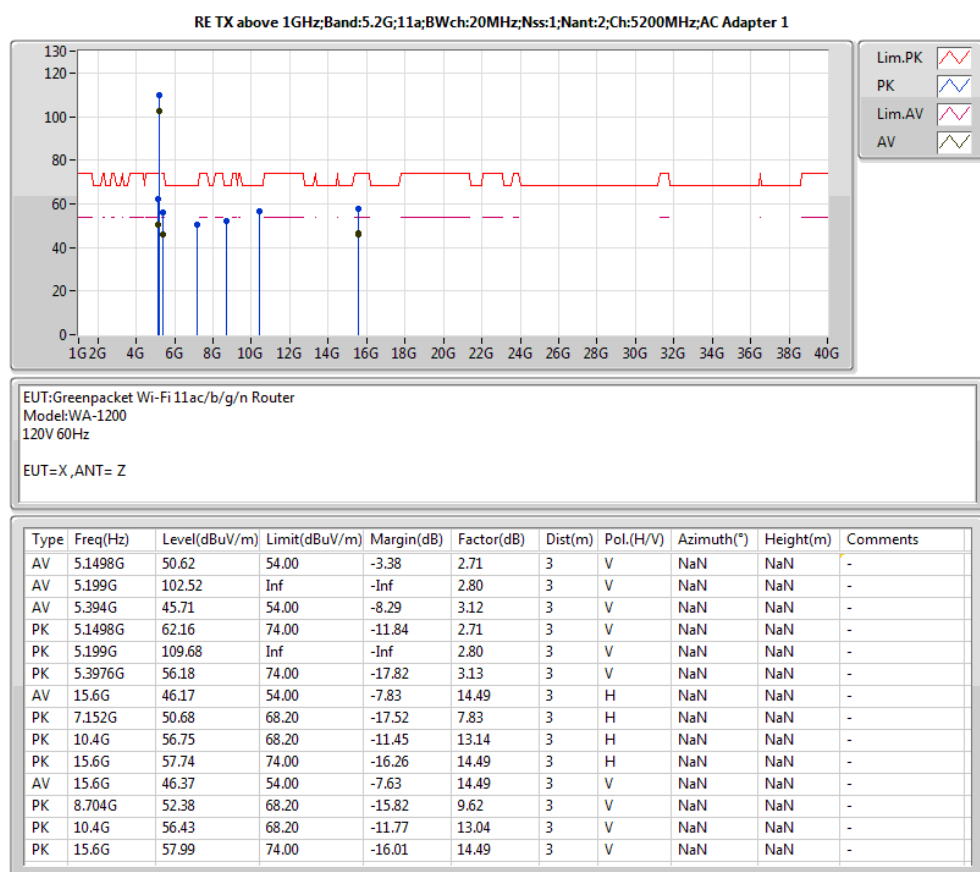 RE TX above 1GHz;Band:5.2G;11a;BWch:20MHz;Nss:1;Nant:2;Ch:5200MHz;AC Adapter 1
130
120
100
80
60
40
20
0
1G 2G 4G 6G 8G 10G 12G 14G 16G 18G 20G 22G 24G 26G 28G 30G 32G 34G 36G 38G 40G
Lim.PK
PK
Lim.AV
AV
EUT:Greenpacket Wi-Fi 11ac/b/g/n Router
Model:WA-1200
120V 60Hz
EUT=X ,ANT= Z
Type Freq(Hz) Level(dBuV/m) Limit(dBuV/m) Margin(dB) Factor(dB) Dist(m) Pol.(H/V) Azimuth(°) Height(m) Comments
AV 5.1498G 50.62 54.00 -3.38 2.71 3 V NaN NaN -
AV 5.199G 102.52 Inf -Inf 2.80 3 V NaN NaN -
AV 5.394G 45.71 54.00 -8.29 3.12 3 V NaN NaN -
PK 5.1498G 62.16 74.00 -11.84 2.71 3 V NaN NaN -
PK 5.199G 109.68 Inf -Inf 2.80 3 V NaN NaN -
PK 5.3976G 56.18 74.00 -17.82 3.13 3 V NaN NaN -
AV 15.6G 46.17 54.00 -7.83 14.49 3 H NaN NaN -
PK 7.152G 50.68 68.20 -17.52 7.83 3 H NaN NaN -
PK 10.4G 56.75 68.20 -11.45 13.14 3 H NaN NaN -
PK 15.6G 57.74 74.00 -16.26 14.49 3 H NaN NaN -
AV 15.6G 46.37 54.00 -7.63 14.49 3 V NaN NaN -
PK 8.704G 52.38 68.20 -15.82 9.62 3 V NaN NaN -
PK 10.4G 56.43 68.20 -11.77 13.04 3 V NaN NaN -
PK 15.6G 57.99 74.00 -16.01 14.49 3 V NaN NaN -